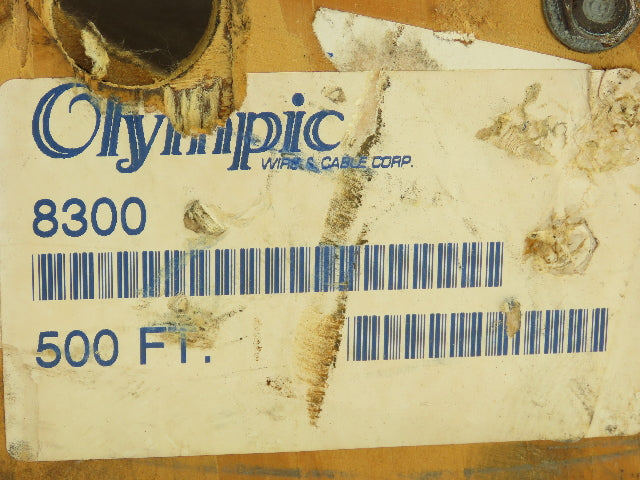 Olympic
WIRE & CABLE CORP.
8300
500 FT.